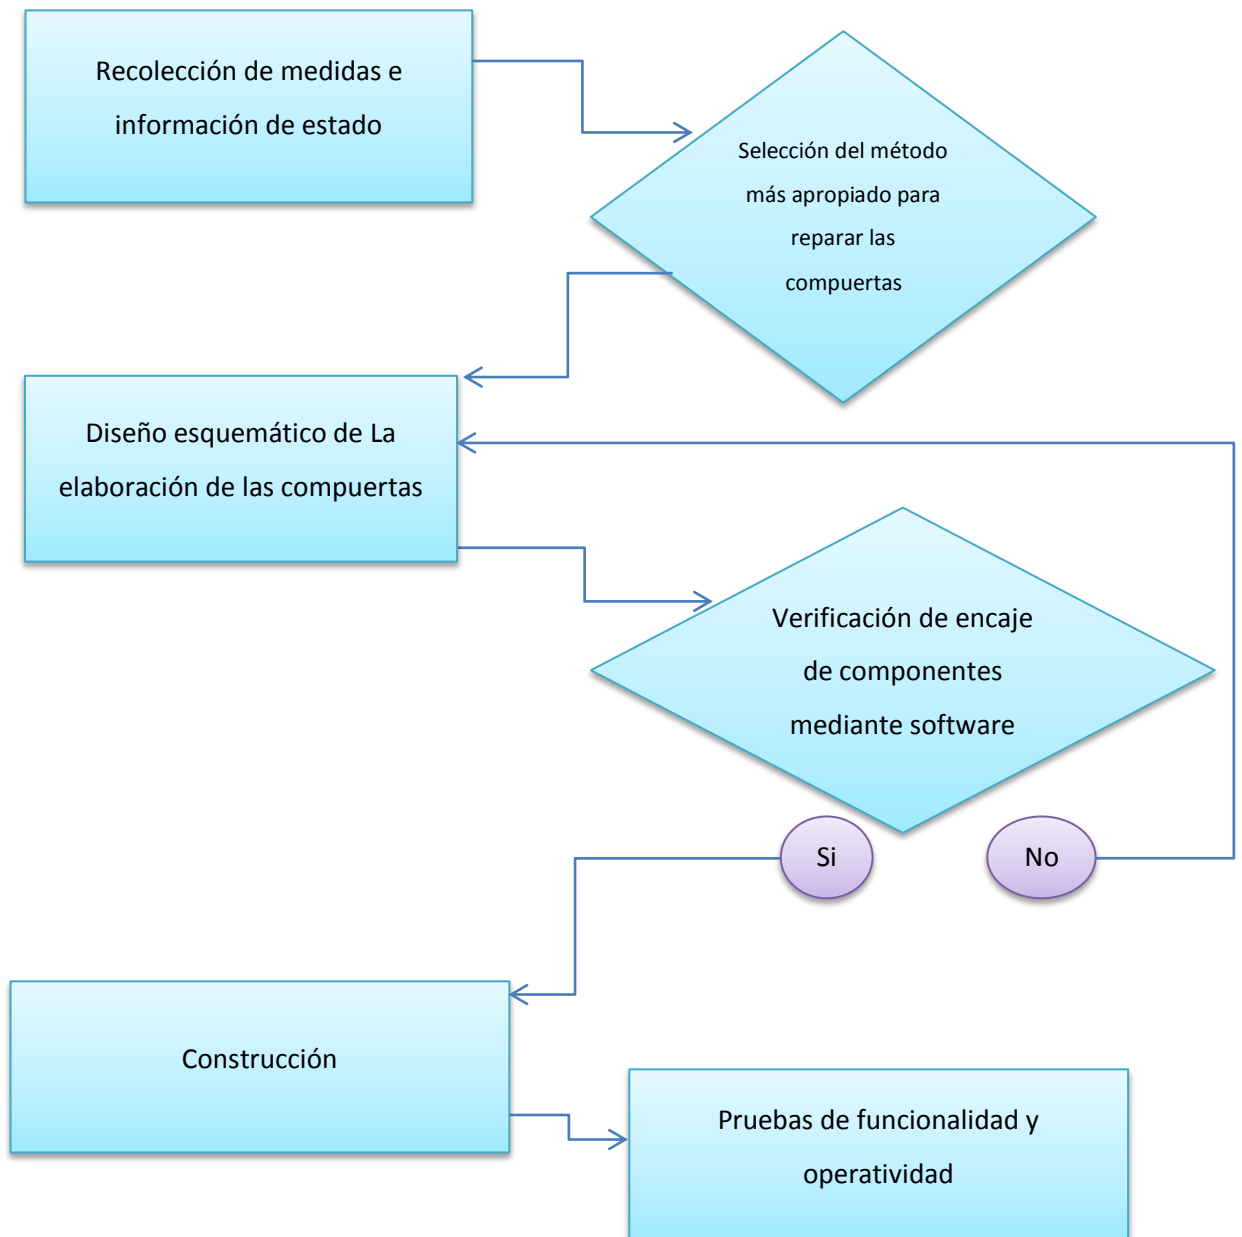 Recolección de medidas e
información de estado
Selección del método
más apropiado para
reparar las
compuertas
Diseño esquemático de La
elaboración de las compuertas
Verificación de encaje
de componentes
mediante software
Si
No
Construcción
Pruebas de funcionalidad y
operatividad